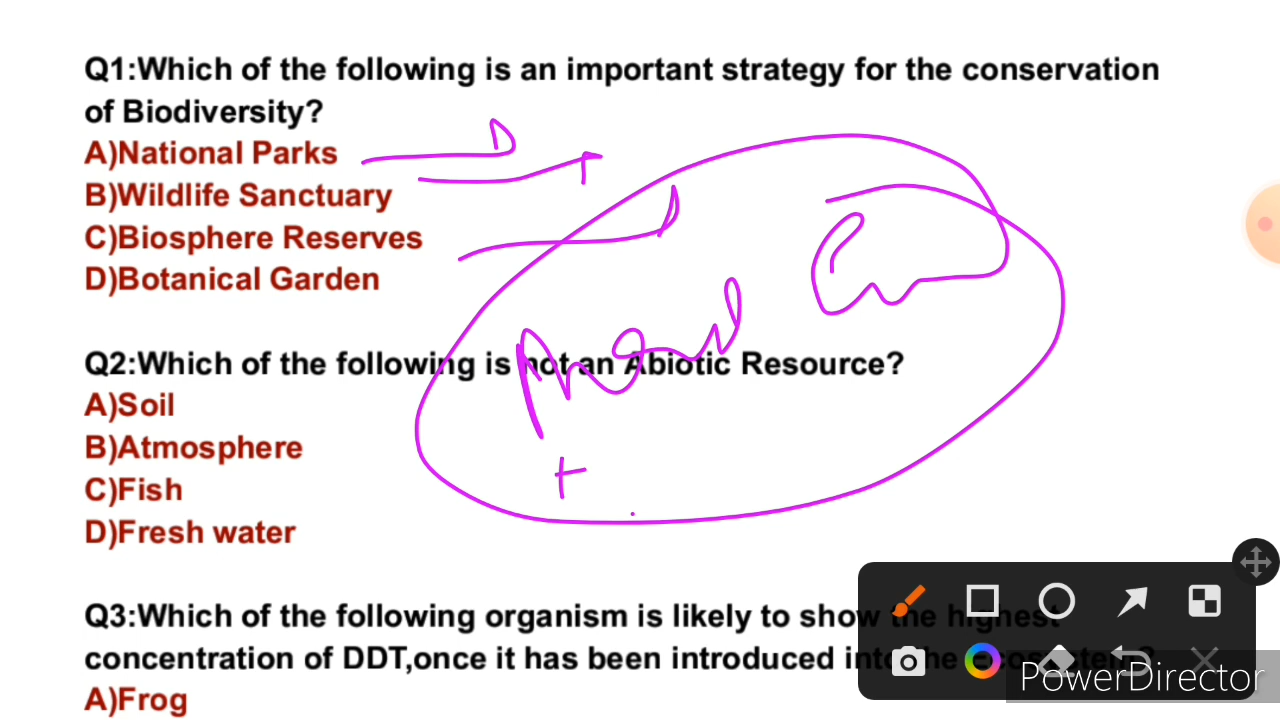 Q1:Which of the following is an important strategy for the conservation
of Biodiversity?
A)National Parks
B)Wildlife Sanctuary
C)Biosphere Reserves
D)Botanical Garden
Q2:Which of the following is not an Abiotic Resource?
A)Soil
B)Atmosphere
C)Fish
D)Fresh water
Q3:Which of the following organism is likely to show the highest
concentration of DDT,once it has been introduced into the Ecosystem?
A)Frog
PowerDirector